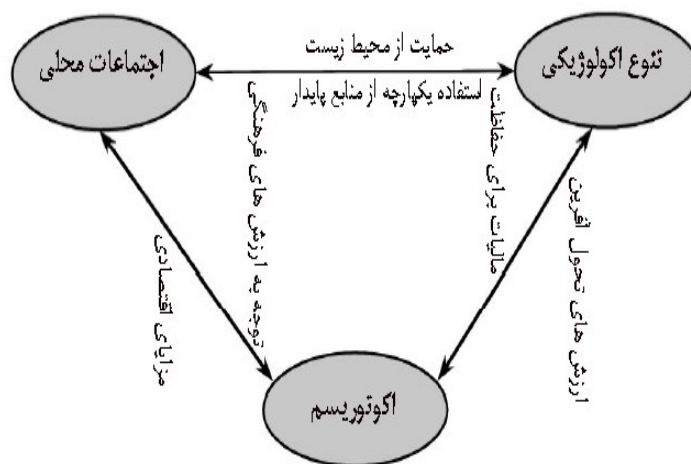 تنوع اکولوژیکی
اجتماعات محلی
حمایت از محیط زیست
استفاده یکپارچه از منابع پایدار
ارزش های تحول آفرین
مالیات برای حفاظت
توجه به ارزش های فرهنگی
مزایای اقتصادی
اکوتوریسم